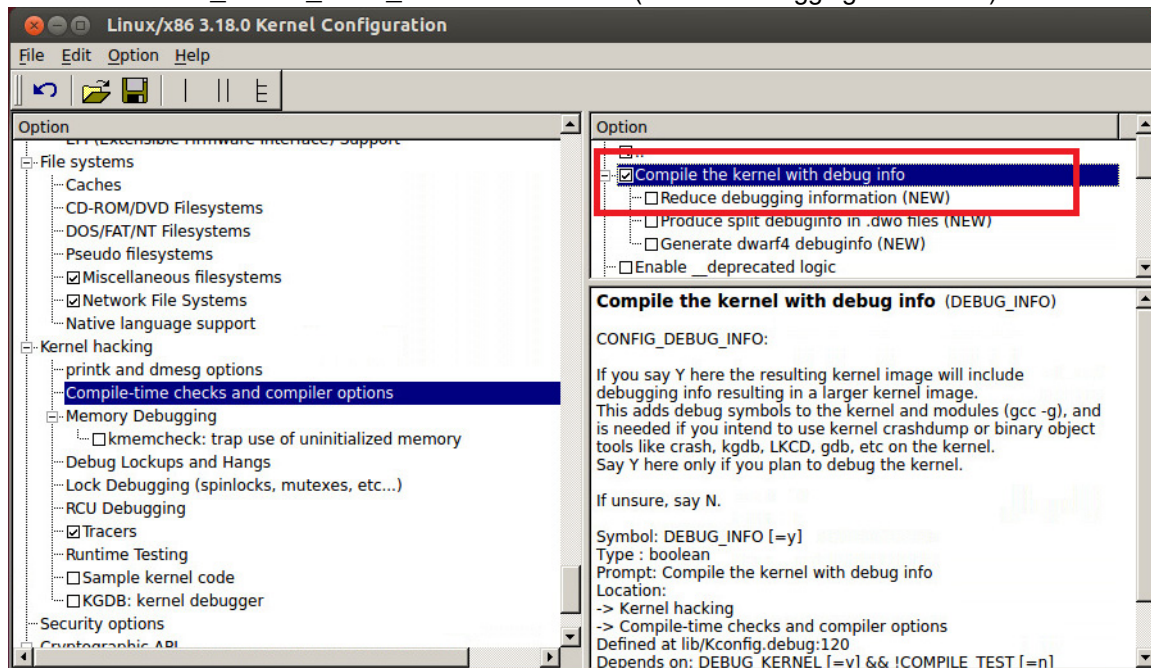 Linux/x86 3.18.0 Kernel Configuration
File Edit Option Help
Option
File systems
Caches
CD-ROM/DVD Filesystems
DOS/FAT/NT Filesystems
Pseudo filesystems
Miscellaneous filesystems
Network File Systems
Native language support
Kernel hacking
printk and dmesg options
Compile-time checks and compiler options
Memory Debugging
kmemcheck: trap use of uninitialized memory
Debug Lockups and Hangs
Lock Debugging (spinlocks, mutexes, etc...)
RCU Debugging
Tracers
Runtime Testing
Sample kernel code
KGDB: kernel debugger
Security options
Cryptographic API
Option
..
Compile the kernel with debug info
Reduce debugging information (NEW)
Produce split debuginfo in .dwo files (NEW)
Generate dwarf4 debuginfo (NEW)
Enable __deprecated logic
Compile the kernel with debug info (DEBUG_INFO)
CONFIG_DEBUG_INFO:
If you say Y here the resulting kernel image will include
debugging info resulting in a larger kernel image.
This adds debug symbols to the kernel and modules (gcc -g), and
is needed if you intend to use kernel crashdump or binary object
tools like crash, kgdb, LKCD, gdb, etc on the kernel.
Say Y here only if you plan to debug the kernel.
If unsure, say N.
Symbol: DEBUG_INFO [=y]
Type : boolean
Prompt: Compile the kernel with debug info
Location:
-> Kernel hacking
-> Compile-time checks and compiler options
Defined at lib/Kconfig.debug:120
Depends on: DEBUG_KERNEL [=y] && !COMPILE_TEST [=n]